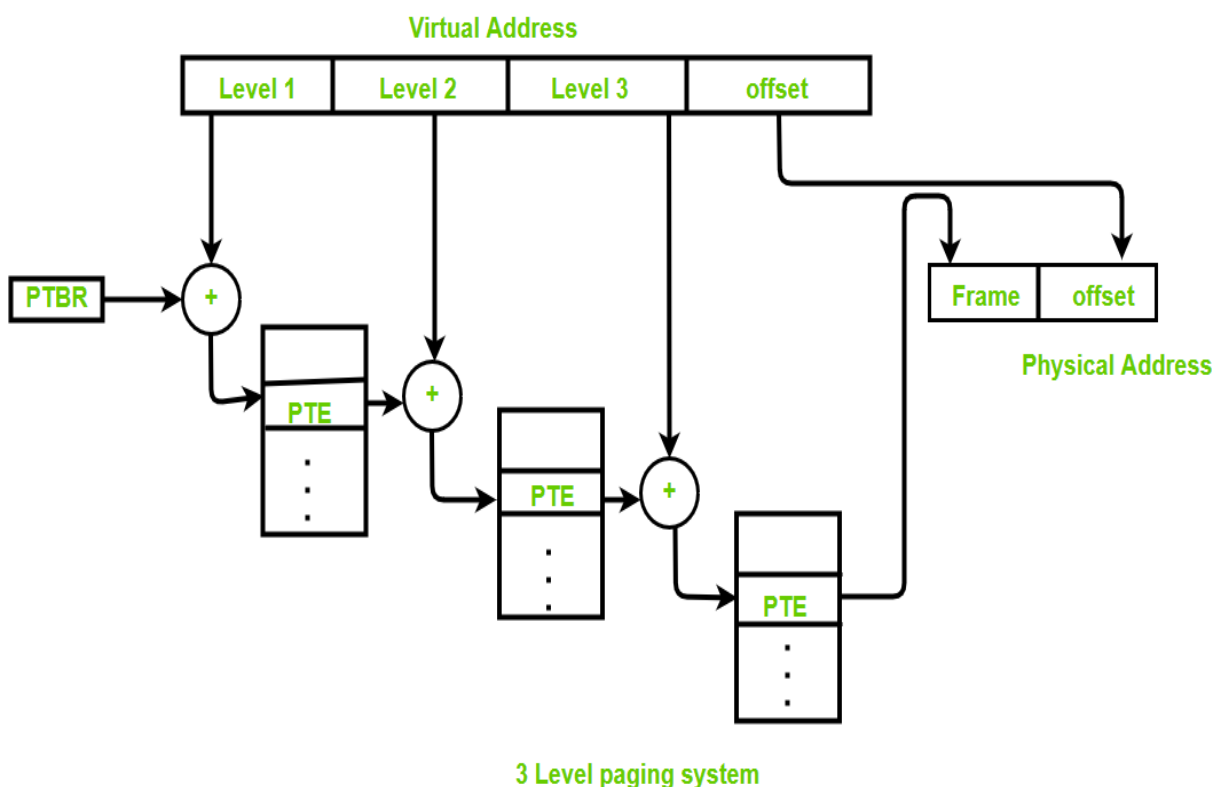 Virtual Address
Level 1 Level 2 Level 3 offset
PTBR
+
Frame offset
Physical Address
PTE
+
PTE
+
PTE
3 Level paging system